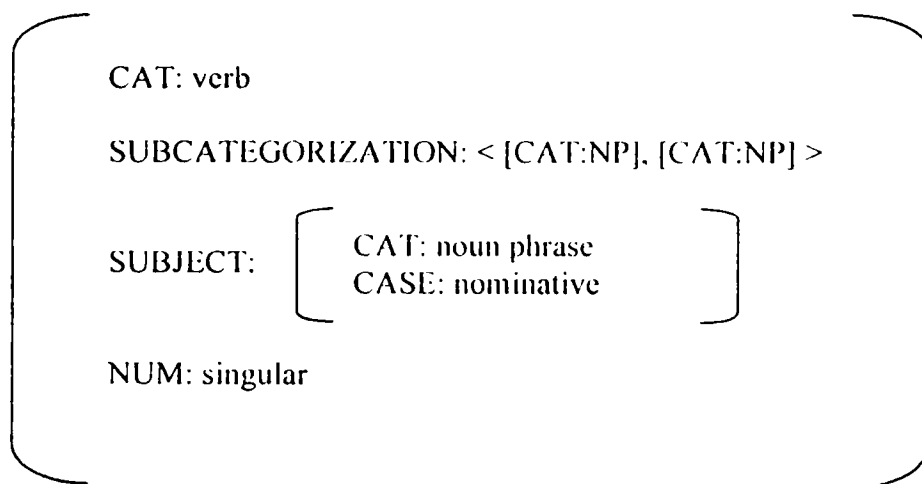 CAT: verb
SUBCATEGORIZATION: < [CAT:NP], [CAT:NP] >
SUBJECT:
CAT: noun phrase
CASE: nominative
NUM: singular